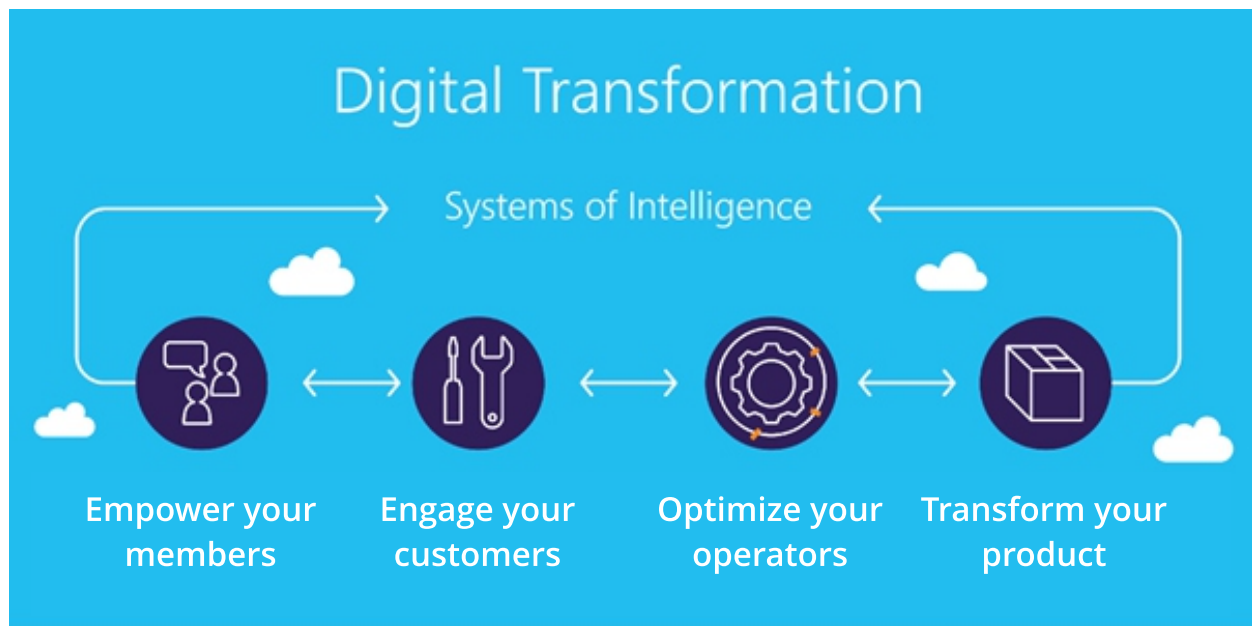 Digital Transformation
Systems of Intelligence
Empower your
members
Engage your
customers
Optimize your
operators
Transform your
product